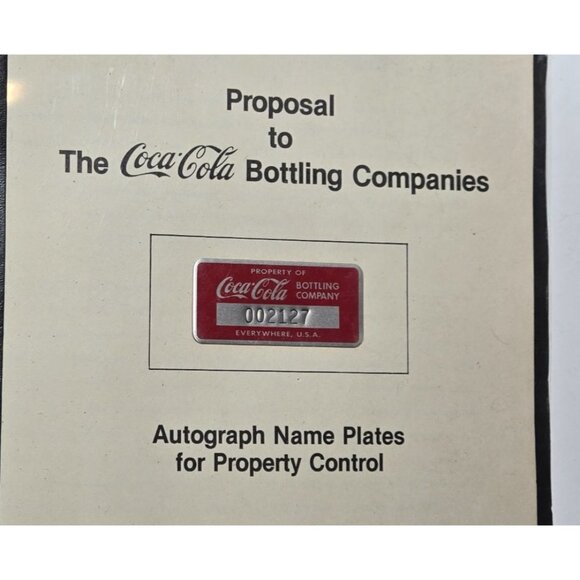 Proposal
to
The Coca-Cola Bottling Companies
PROPERTY OF
Coca-Cola BOTTLING COMPANY
002127
EVERYWHERE, U.S.A.
Autograph Name Plates
for Property Control